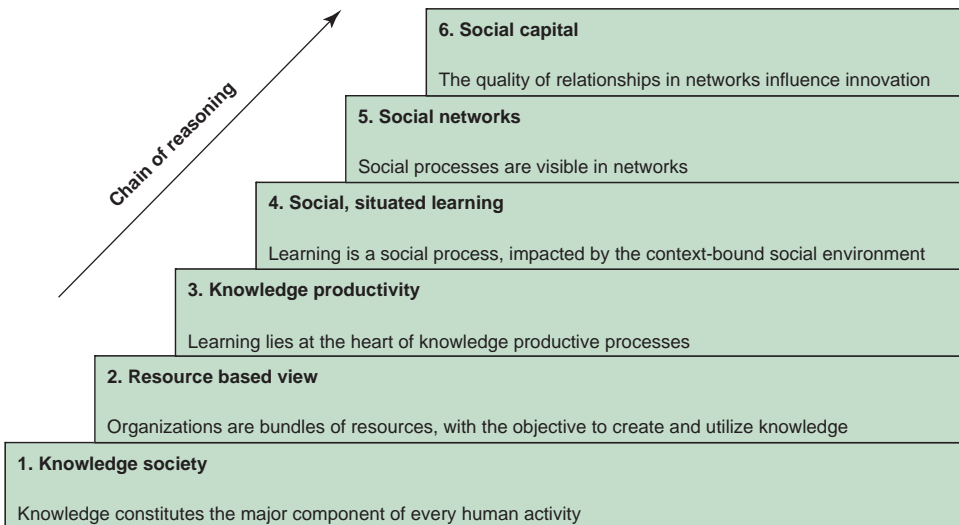 6. Social capital
The quality of relationships in networks influence innovation
5. Social networks
Social processes are visible in networks
4. Social, situated learning
Learning is a social process, impacted by the context-bound social environment
3. Knowledge productivity
Learning lies at the heart of knowledge productive processes
2. Resource based view
Organizations are bundles of resources, with the objective to create and utilize knowledge
1. Knowledge society
Knowledge constitutes the major component of every human activity
Chain of reasoning